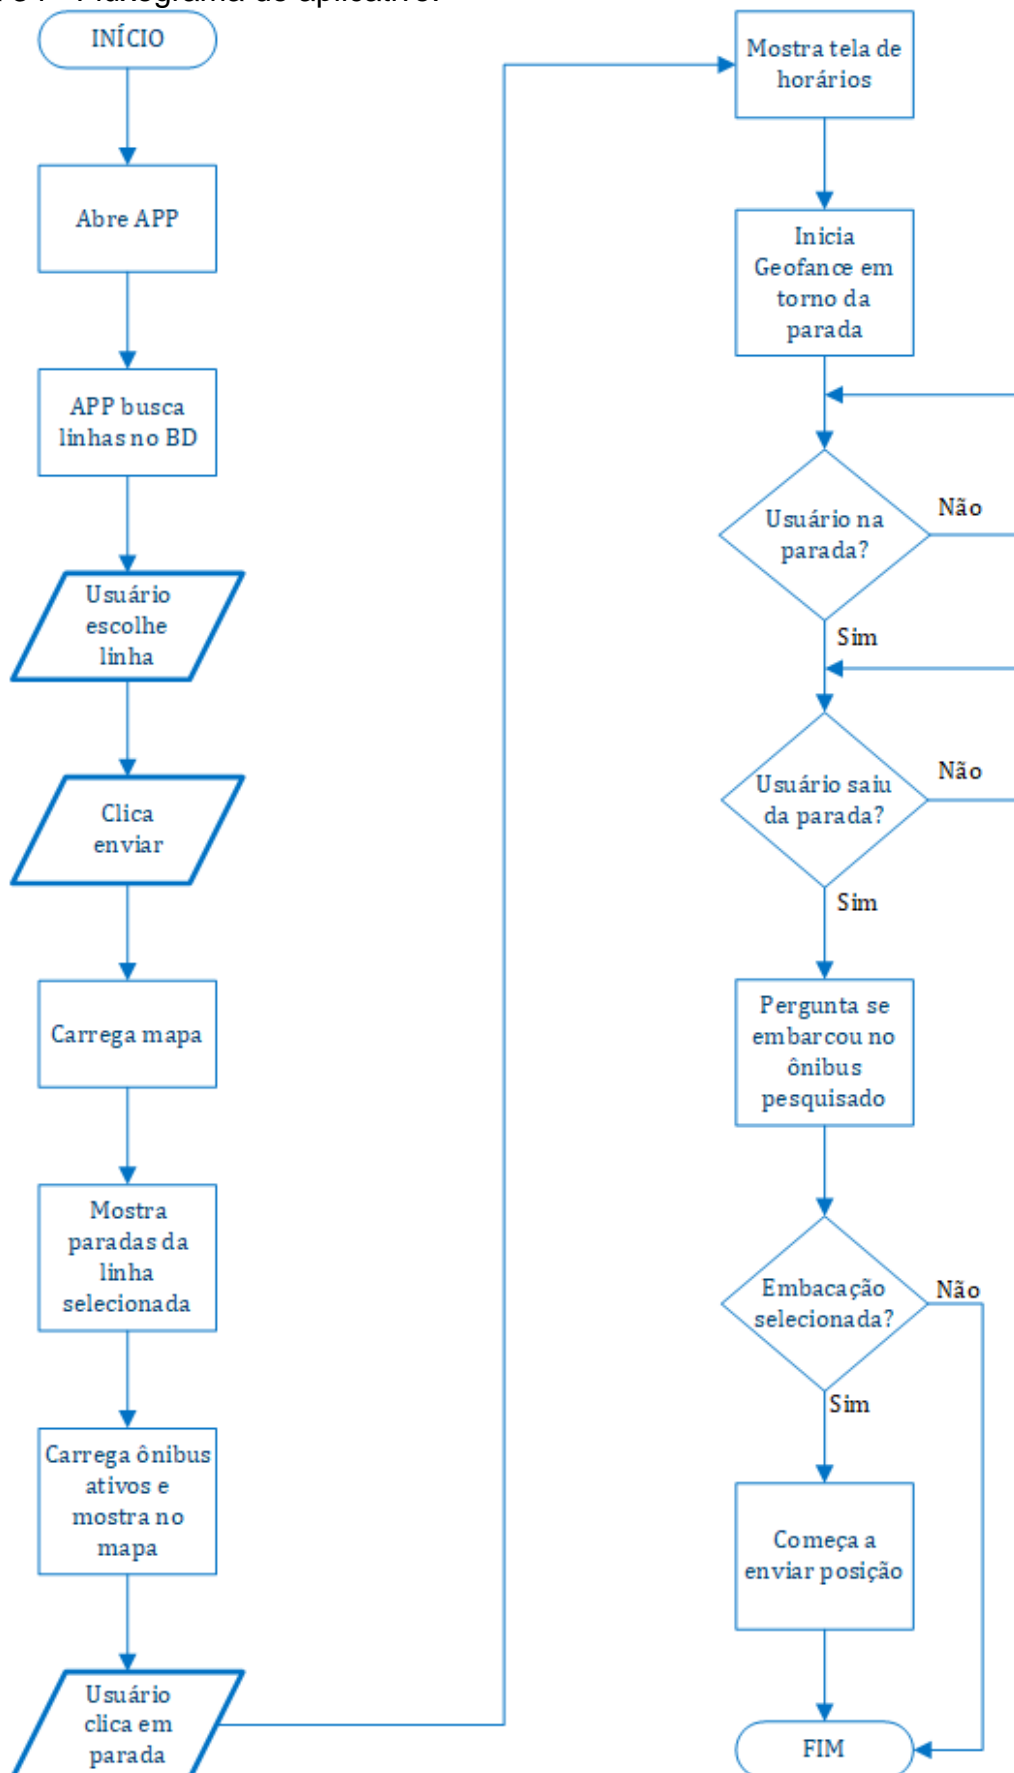 Fluxograma do aplicativo.
INÍCIO
Abre APP
APP busca
linhas no BD
Usuário
escolhe
linha
Clica
enviar
Carrega mapa
Mostra
paradas da
linha
selecionada
Carrega ônibus
ativos e
mostra no
mapa
Usuário
clica em
parada
Mostra tela de
horários
Inicia
Geofance em
torno da
parada
Usuário na
parada?
Não
Sim
Usuário saiu
da parada?
Não
Sim
Pergunta se
embarcou no
ônibus
pesquisado
Embacação
selecionada?
Não
Sim
Começa a
enviar posição
FIM